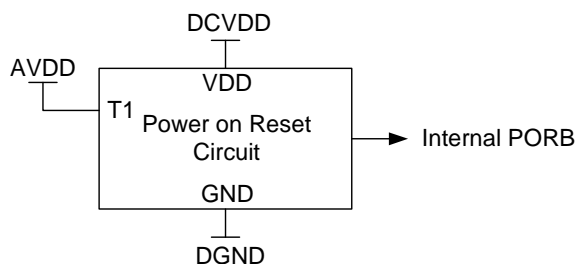 DCVDD
AVDD
VDD
T1
Power on Reset
Circuit
Internal PORB
GND
DGND